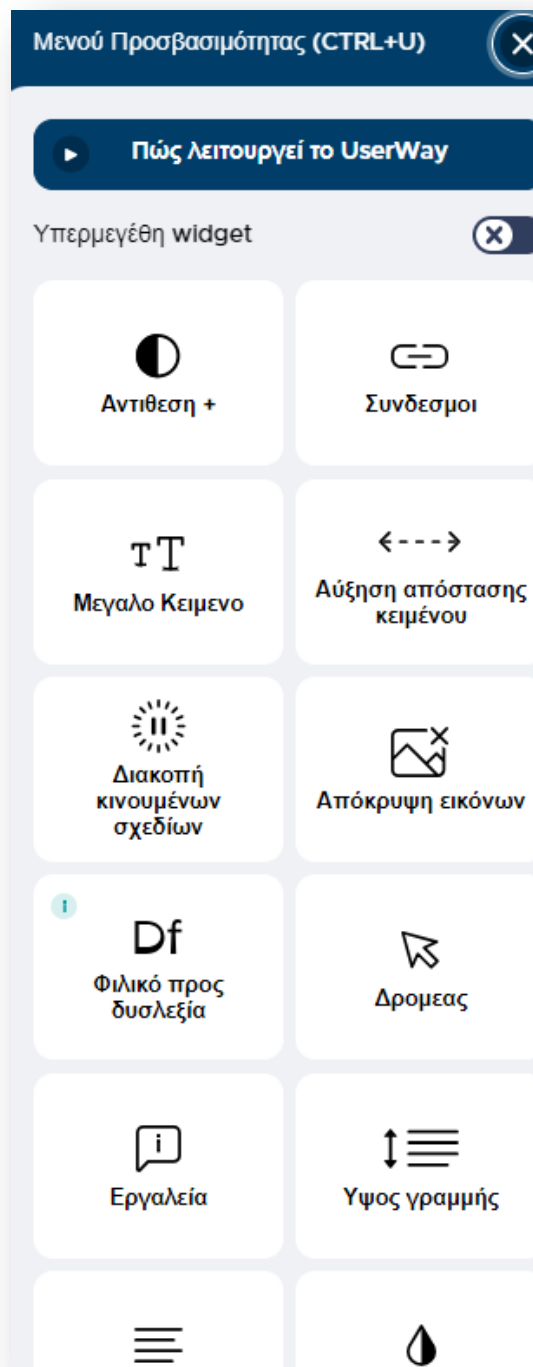 Μενού Προσβασιμότητας (CTRL+U)
Πώς λειτουργεί το UserWay
Υπερμεγέθη widget
Αντιθεση +
Συνδεσμοι
Μεγαλο Κειμενο
Αύξηση απόστασης
κειμένου
Διακοπή
κινουμένων
σχεδίων
Απόκρυψη εικόνων
Df
Φιλικό προς
δυσλεξία
Δρομεας
Εργαλεία
Υψος γραμμής